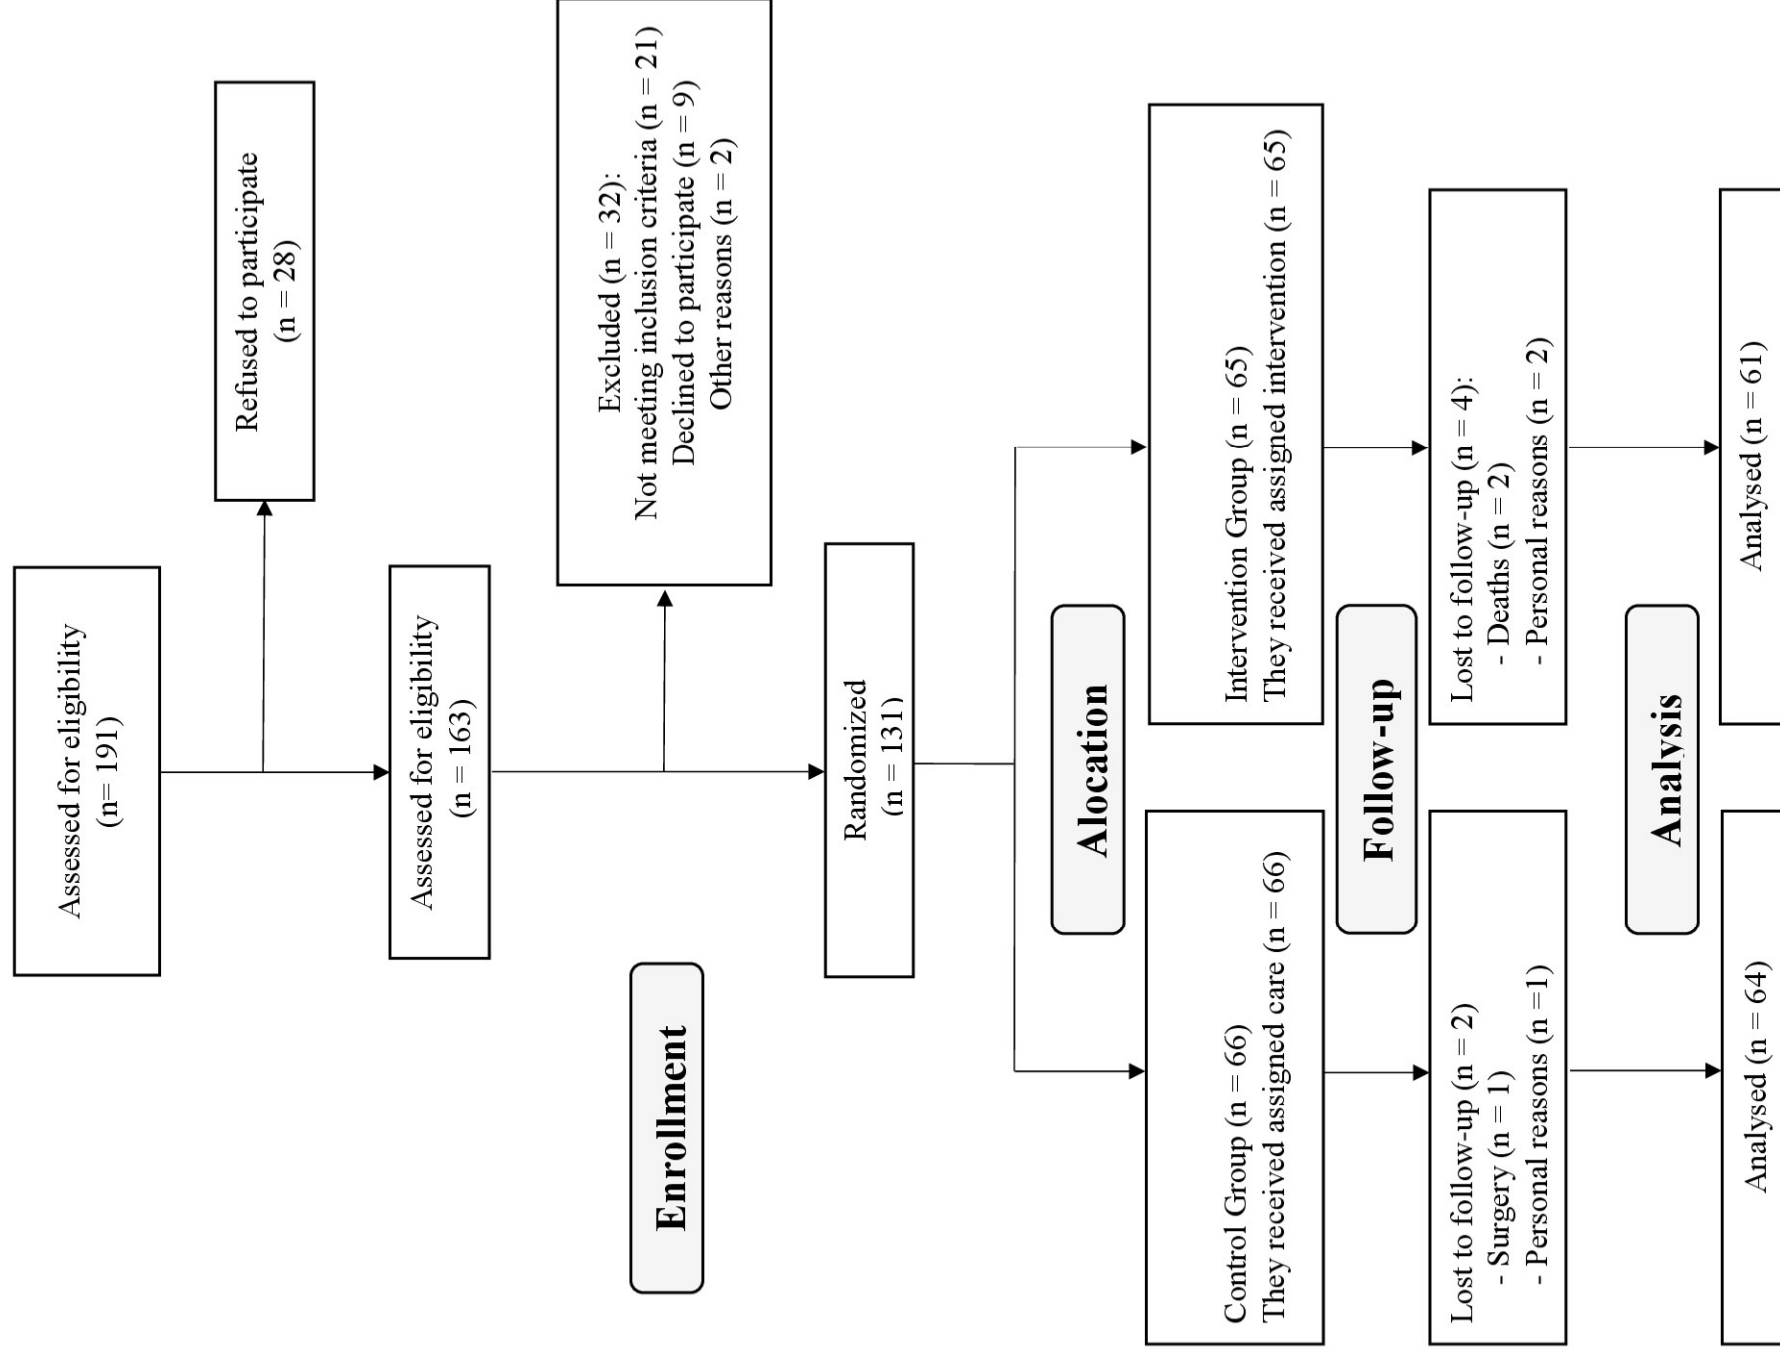 Assessed for eligibility
(n= 191)
Refused to participate
(n = 28)
Assessed for eligibility
(n = 163)
Excluded (n = 32):
Not meeting inclusion criteria (n = 21)
Declined to participate (n = 9)
Other reasons (n = 2)
Enrollment
Randomized
(n = 131)
Alocation
Control Group (n = 66)
They received assigned care (n = 66)
Intervention Group (n = 65)
They received assigned intervention (n = 65)
Follow-up
Lost to follow-up (n = 2)
- Surgery (n = 1)
- Personal reasons (n =1)
Lost to follow-up (n = 4):
- Deaths (n = 2)
- Personal reasons (n = 2)
Analysis
Analysed (n = 64)
Analysed (n = 61)